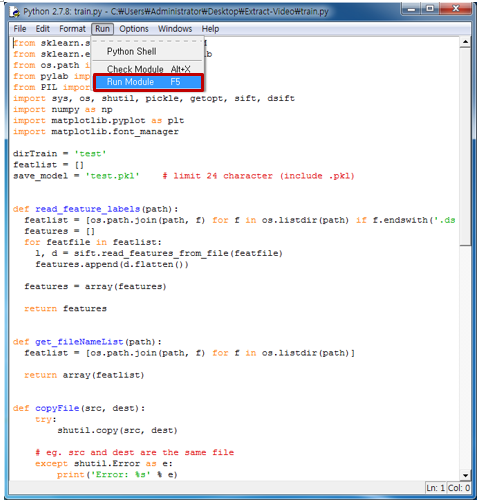 Python 2.7.8: train.py - C:₩Users₩Administrator₩Desktop₩Extract-Video₩train.py
File Edit Format Run Options Windows Help
Python Shell
Check Module Alt+X
Run Module F5
from sklearn.s
from sklearn.e
from os.path i
from pylab imp
from PIL impor
import sys, os, shutil, pickle, getopt, sift, dsift
import numpy as np
import matplotlib.pyplot as plt
import matplotlib.font_manager
dirTrain = 'test'
featlist = []
save_model = 'test.pkl' # limit 24 character (include .pkl)
def read_feature_labels(path):
featlist = [os.path.join(path, f) for f in os.listdir(path) if f.endswith('.ds
features = []
for featfile in featlist:
l, d = sift.read_features_from_file(featfile)
features.append(d.flatten())
features = array(features)
return features
def get_fileNameList(path):
featlist = [os.path.join(path, f) for f in os.listdir(path)]
return array(featlist)
def copyFile(src, dest):
try:
shutil.copy(src, dest)
# eg. src and dest are the same file
except shutil.Error as e:
print('Error: %s' % e)
Ln: 1 Col: 0